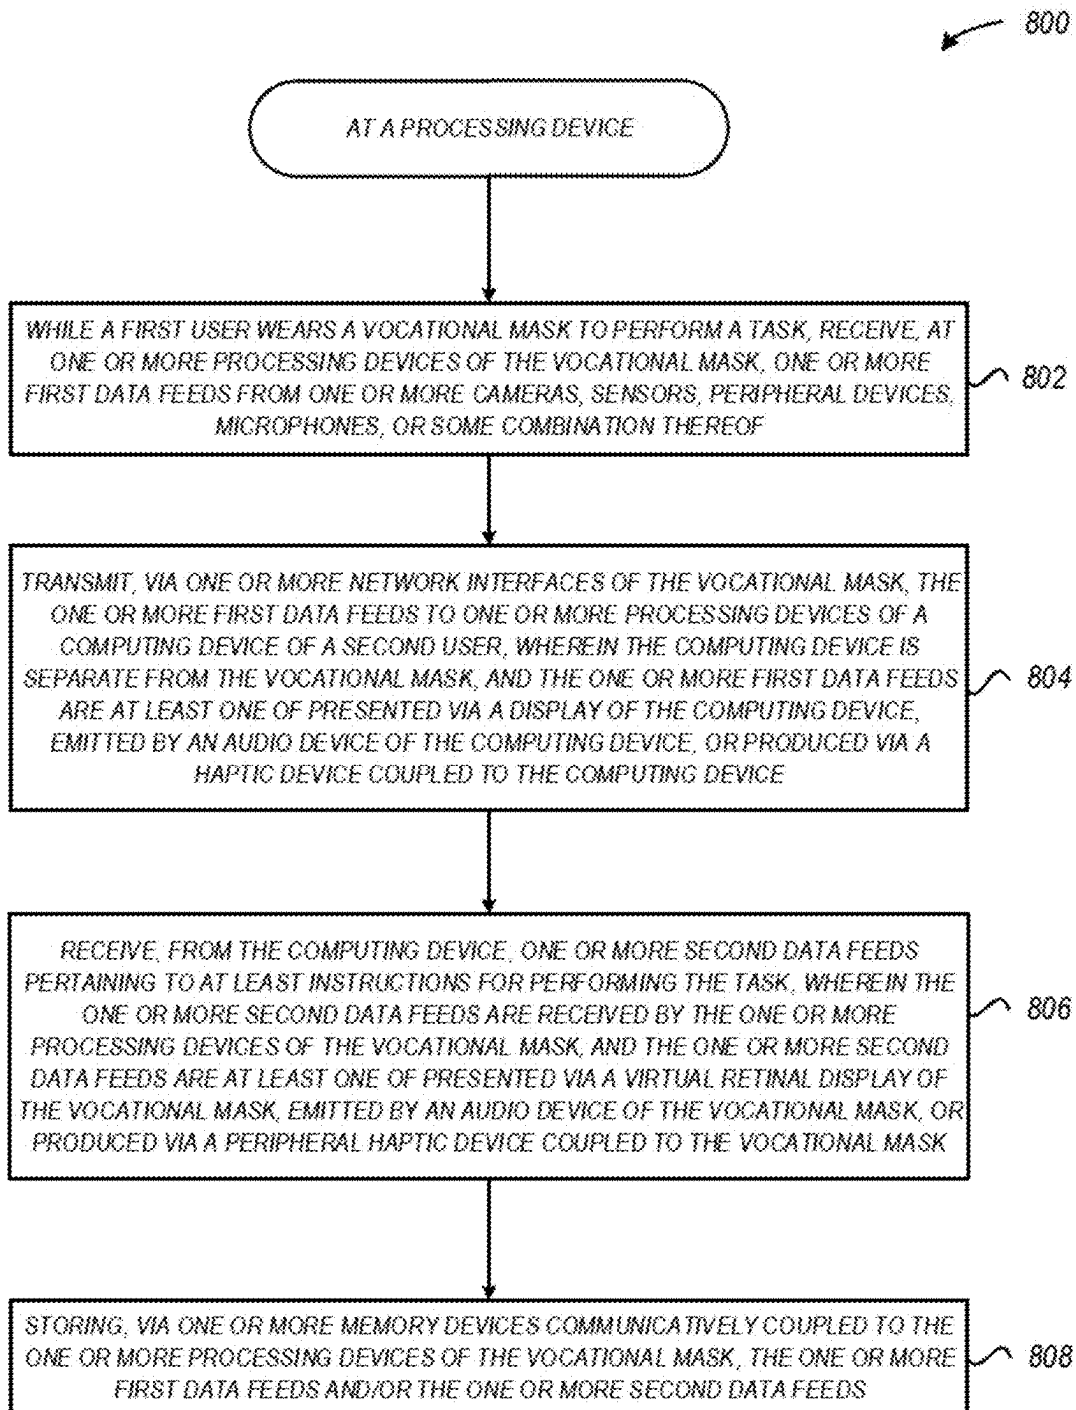 800
AT A PROCESSING DEVICE
WHILE A FIRST USER WEARS A VOCATIONAL MASK TO PERFORM A TASK, RECEIVE, AT
ONE OR MORE PROCESSING DEVICES OF THE VOCATIONAL MASK, ONE OR MORE
FIRST DATA FEEDS FROM ONE OR MORE CAMERAS, SENSORS, PERIPHERAL DEVICES,
MICROPHONES, OR SOME COMBINATION THEREOF
802
TRANSMIT, VIA ONE OR MORE NETWORK INTERFACES OF THE VOCATIONAL MASK, THE
ONE OR MORE FIRST DATA FEEDS TO ONE OR MORE PROCESSING DEVICES OF A
COMPUTING DEVICE OF A SECOND USER, WHEREIN THE COMPUTING DEVICE IS
SEPARATE FROM THE VOCATIONAL MASK, AND THE ONE OR MORE FIRST DATA FEEDS
ARE AT LEAST ONE OF PRESENTED VIA A DISPLAY OF THE COMPUTING DEVICE,
EMITTED BY AN AUDIO DEVICE OF THE COMPUTING DEVICE, OR PRODUCED VIA A
HAPTIC DEVICE COUPLED TO THE COMPUTING DEVICE
804
RECEIVE, FROM THE COMPUTING DEVICE, ONE OR MORE SECOND DATA FEEDS
PERTAINING TO AT LEAST INSTRUCTIONS FOR PERFORMING THE TASK, WHEREIN THE
ONE OR MORE SECOND DATA FEEDS ARE RECEIVED BY THE ONE OR MORE
PROCESSING DEVICES OF THE VOCATIONAL MASK, AND THE ONE OR MORE SECOND
DATA FEEDS ARE AT LEAST ONE OF PRESENTED VIA A VIRTUAL RETINAL DISPLAY OF
THE VOCATIONAL MASK, EMITTED BY AN AUDIO DEVICE OF THE VOCATIONAL MASK, OR
PRODUCED VIA A PERIPHERAL HAPTIC DEVICE COUPLED TO THE VOCATIONAL MASK
806
STORING, VIA ONE OR MORE MEMORY DEVICES COMMUNICATIVELY COUPLED TO THE
ONE OR MORE PROCESSING DEVICES OF THE VOCATIONAL MASK, THE ONE OR MORE
FIRST DATA FEEDS AND/OR THE ONE OR MORE SECOND DATA FEEDS
808